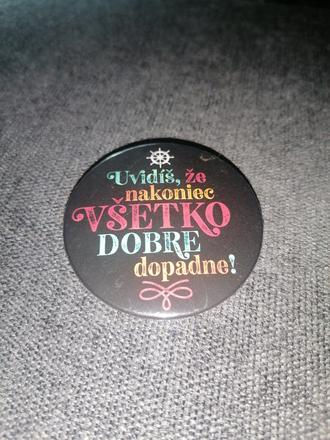 Uvidíš, že
nakoniec
VŠETKO
DOBRE
dopadne!